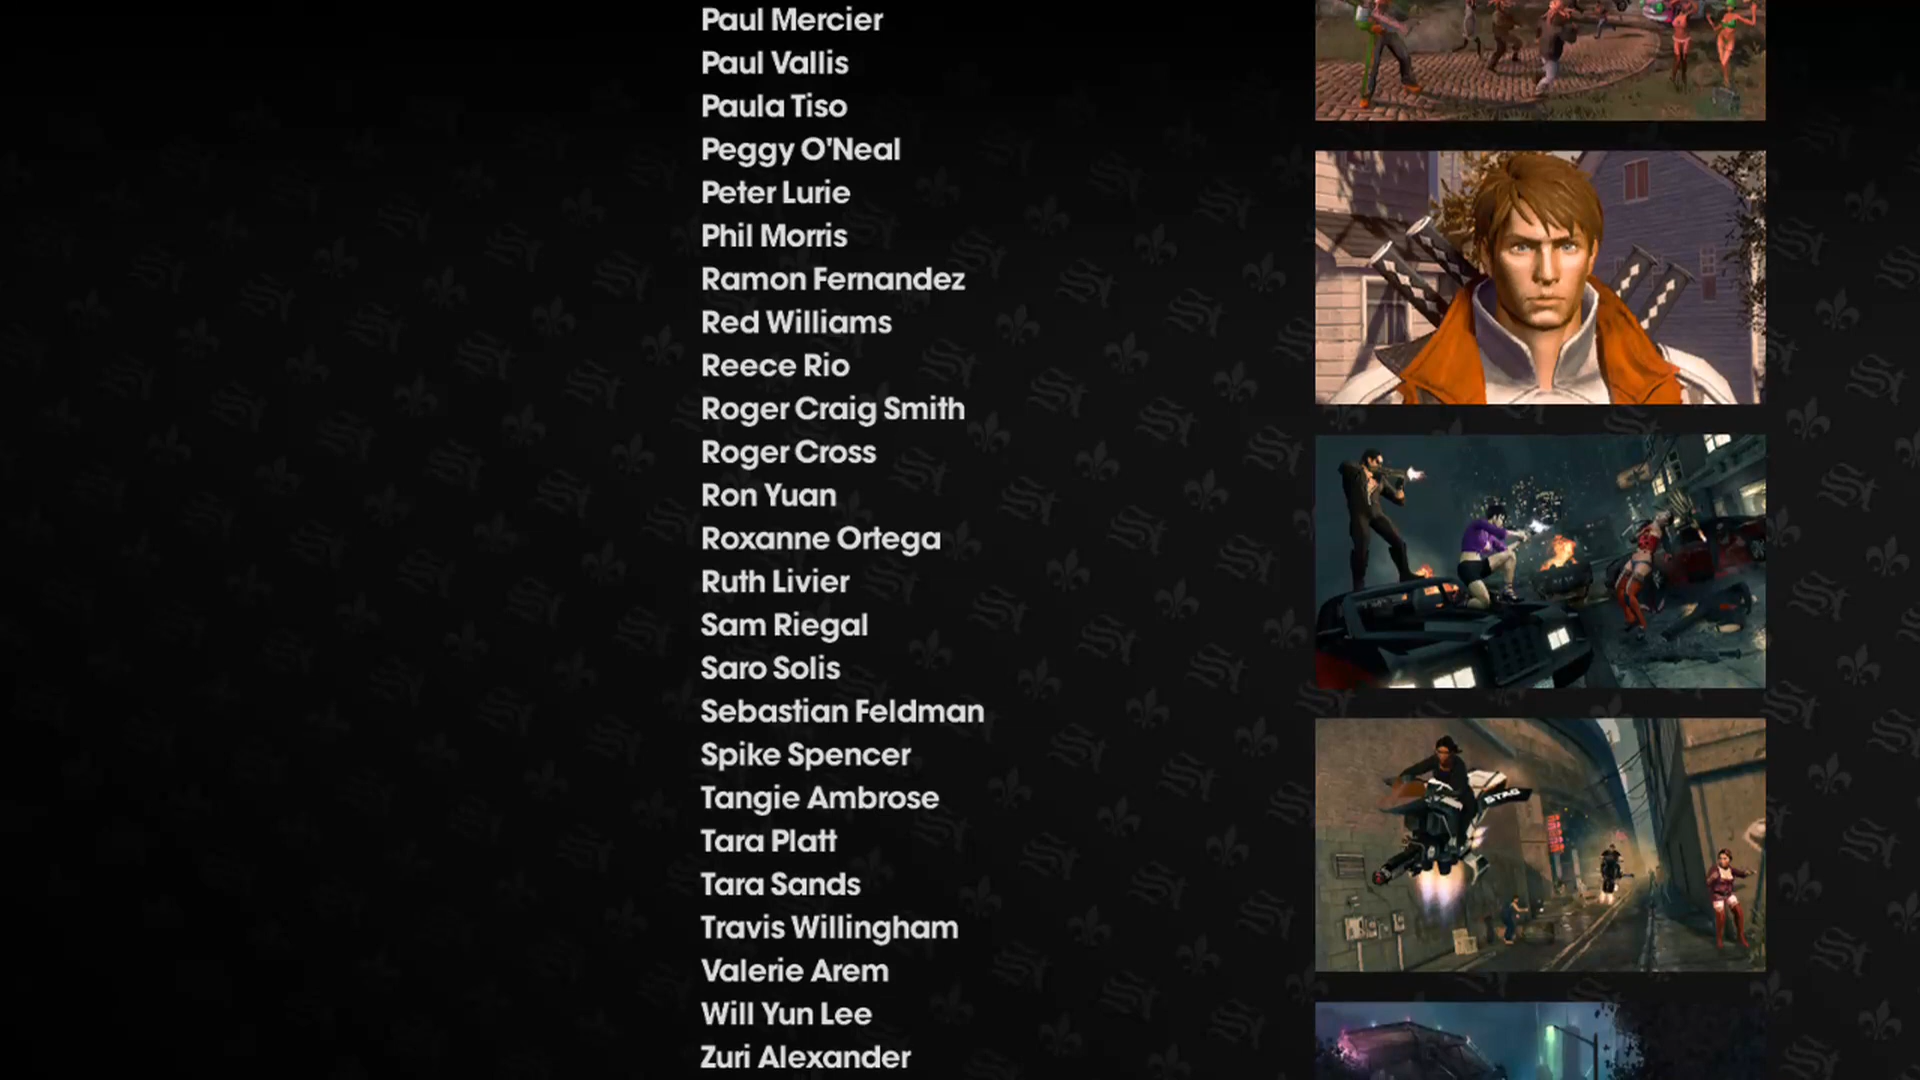 Paul Mercier
Paul Vallis
Paula Tiso
Peggy O'Neal
Peter Lurie
Phil Morris
Ramon Fernandez
Red Williams
Reece Rio
Roger Craig Smith
Roger Cross
Ron Yuan
Roxanne Ortega
Ruth Livier
Sam Riegal
Saro Solis
Sebastian Feldman
Spike Spencer
Tangie Ambrose
Tara Platt
Tara Sands
Travis Willingham
Valerie Arem
Will Yun Lee
Zuri Alexander
STAG